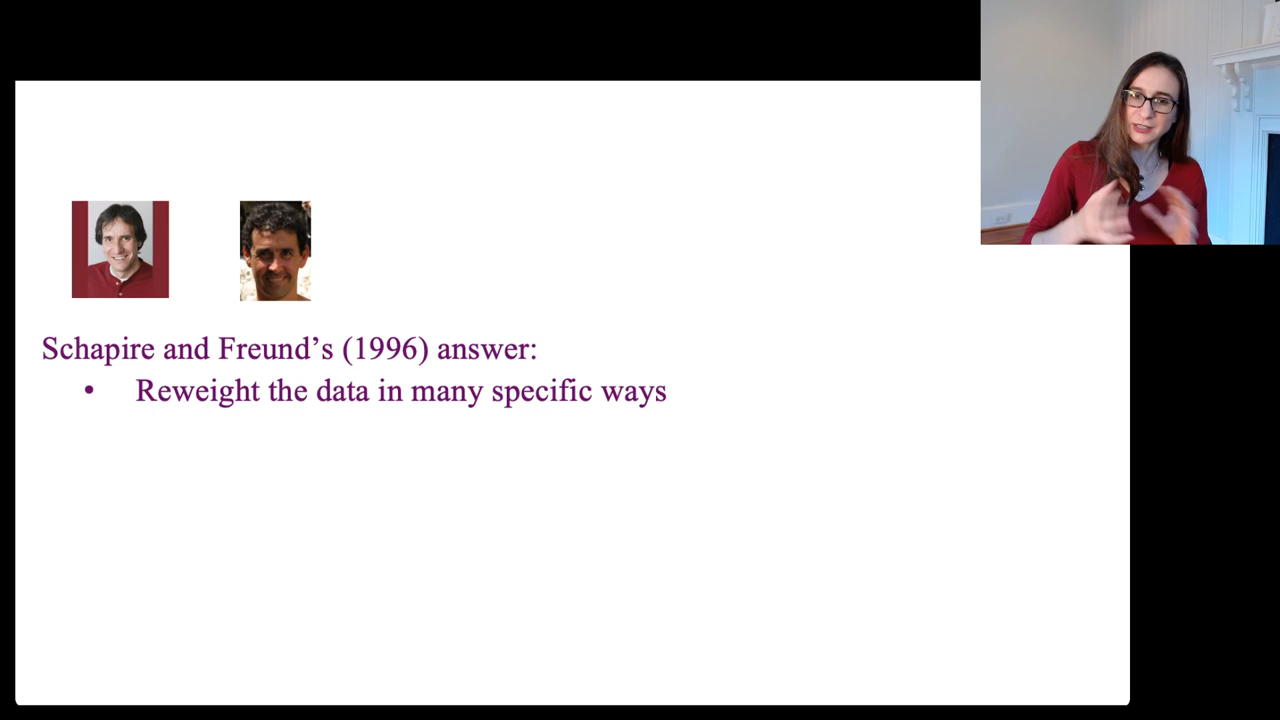 Schapire and Freund’s (1996) answer:
• Reweight the data in many specific ways